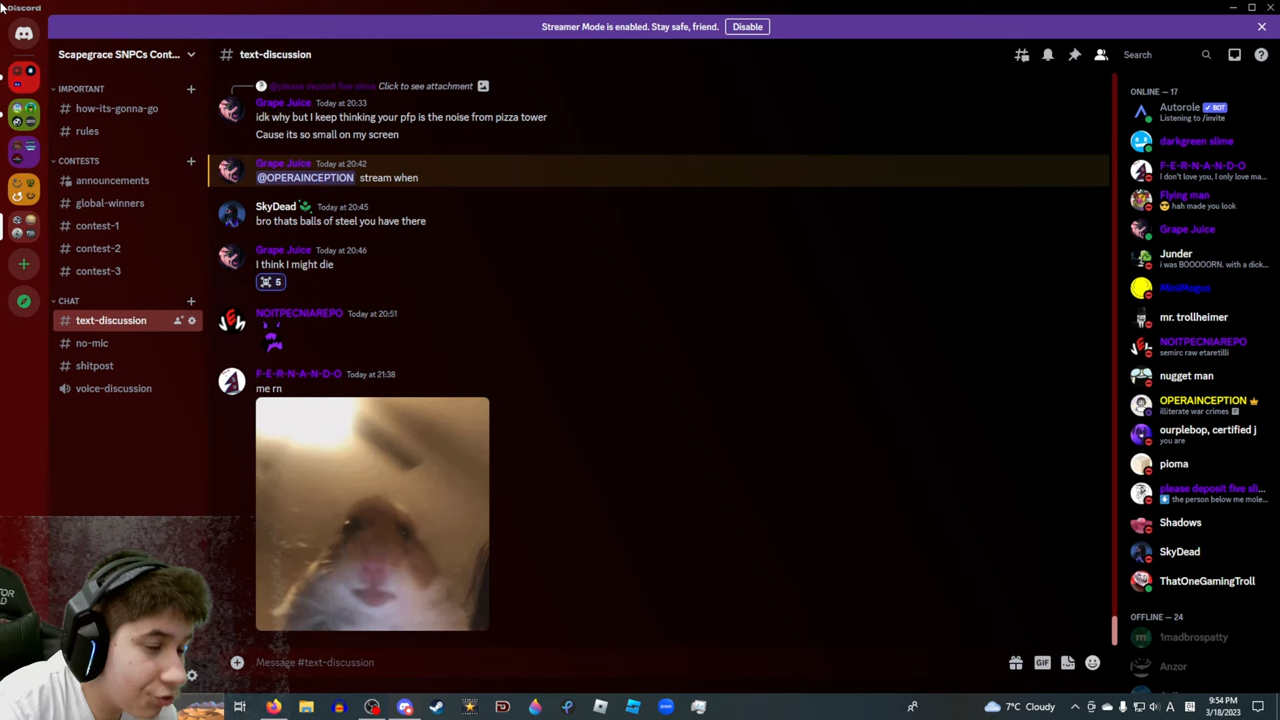 Discord
Streamer Mode is enabled. Stay safe, friend.
Disable
Scapegrace SNPCs Cont...
IMPORTANT
how-its-gonna-go
rules
CONTESTS
announcements
global-winners
contest-1
contest-2
contest-3
CHAT
text-discussion
no-mic
shitpost
voice-discussion
# text-discussion
Search
@please deposit five slime Click to see attachment
Grape Juice Today at 20:33
idk why but I keep thinking your pfp is the noise from pizza tower
Cause its so small on my screen
Grape Juice Today at 20:42
@OPERAINCEPTION stream when
SkyDead Today at 20:45
bro thats balls of steel you have there
Grape Juice Today at 20:46
I think I might die
5
NOITPECNIAREPO Today at 20:51
F-E-R-N-A-N-D-O Today at 21:38
me rn
Message #text-discussion
GIF
ONLINE — 17
Autorole BOT
Listening to /invite
darkgreen slime
F-E-R-N-A-N-D-O
I don't love you, I only love ma...
Flying man
hah made you look
Grape Juice
Junder
i was BOOOORN. with a dick...
MiniMogus
mr. trollheimer
NOITPECNIAREPO
semirc raw etaretilli
nugget man
OPERAINCEPTION
illiterate war crimes
ourplebop, certified j
you are
pioma
please deposit five sli...
the person below me mole...
Shadows
SkyDead
ThatOneGamingTroll
OFFLINE — 24
1madbrospatty
Anzor
7°C Cloudy
9:54 PM
3/18/2023